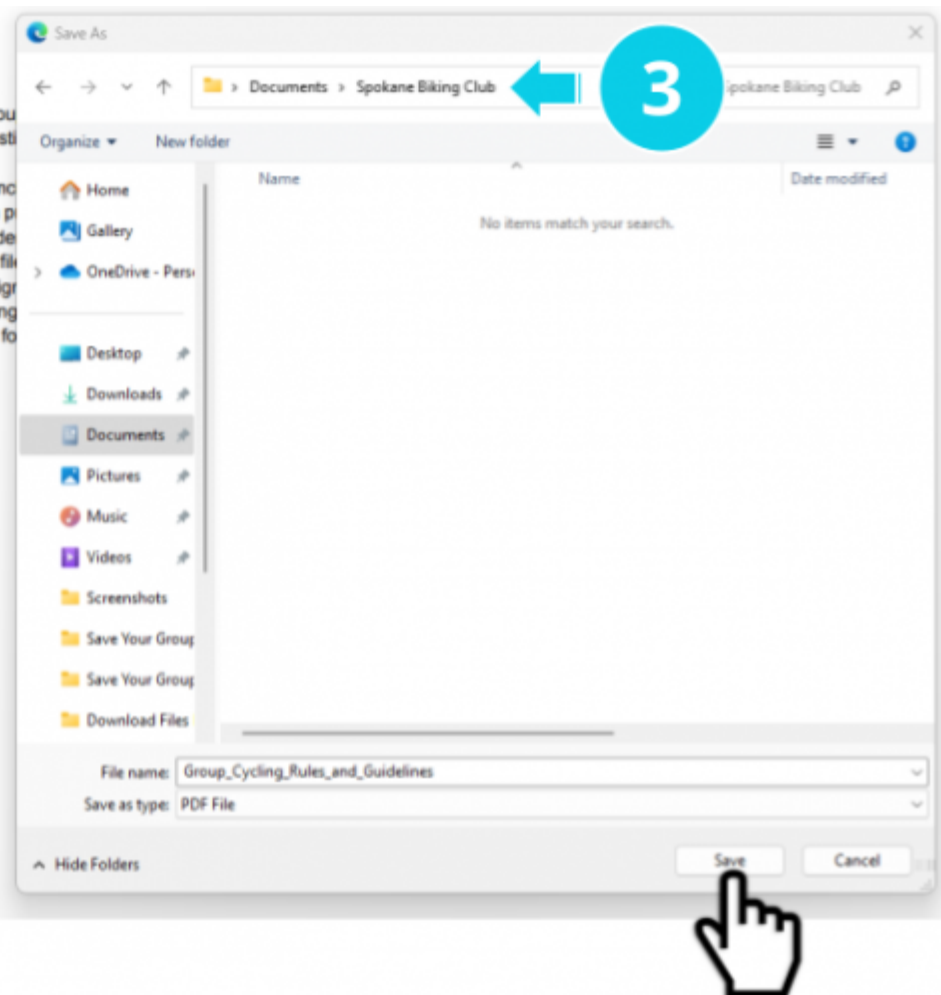 Save As
Documents > Spokane Biking Club
3
Spokane Biking Club
Organize
New folder
Name
Date modified
No items match your search.
Home
Gallery
> OneDrive - Pers
Desktop
Downloads
Documents
Pictures
Music
Videos
Screenshots
Save Your Group
Save Your Group
Download Files
File name: Group_Cycling_Rules_and_Guidelines
Save as type: PDF File
Hide Folders
Save
Cancel